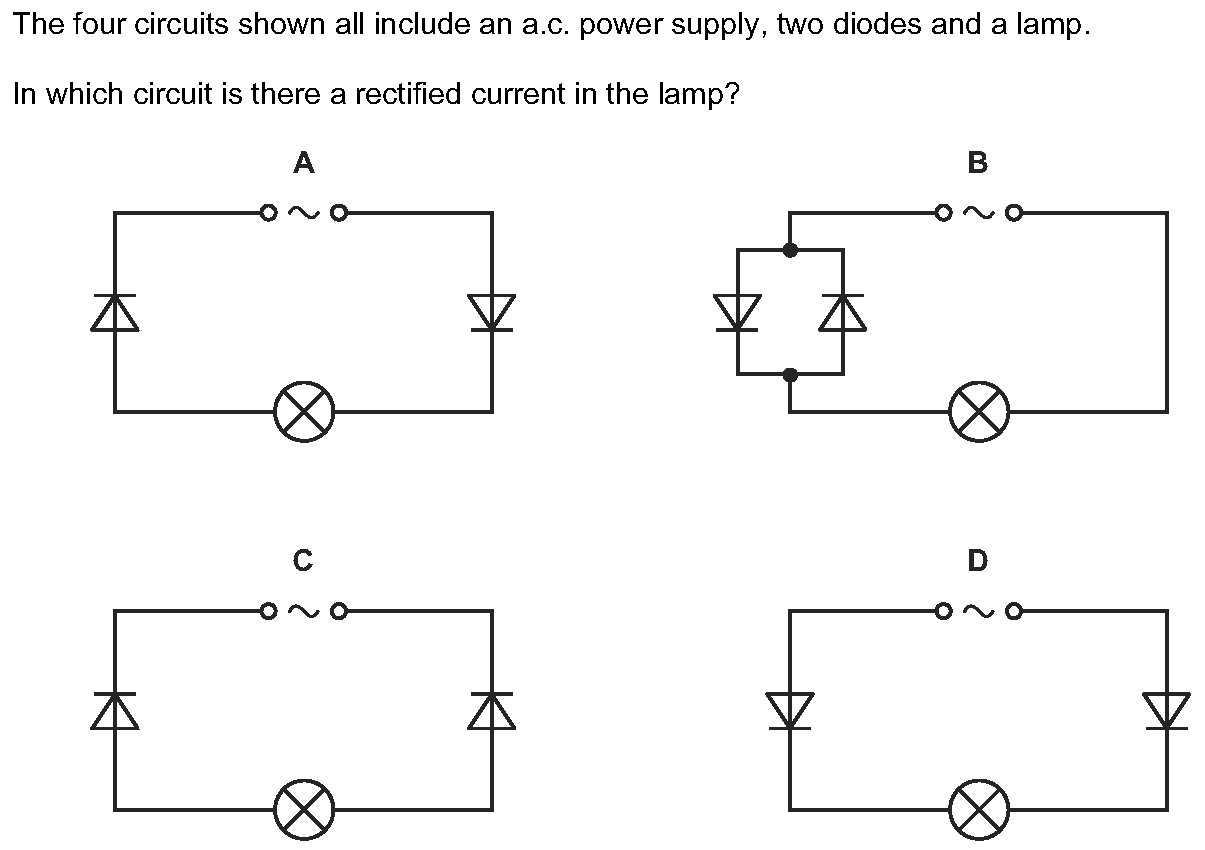 The four circuits shown all include an a.c. power supply, two diodes and a lamp.
In which circuit is there a rectified current in the lamp?
A
B
C
D